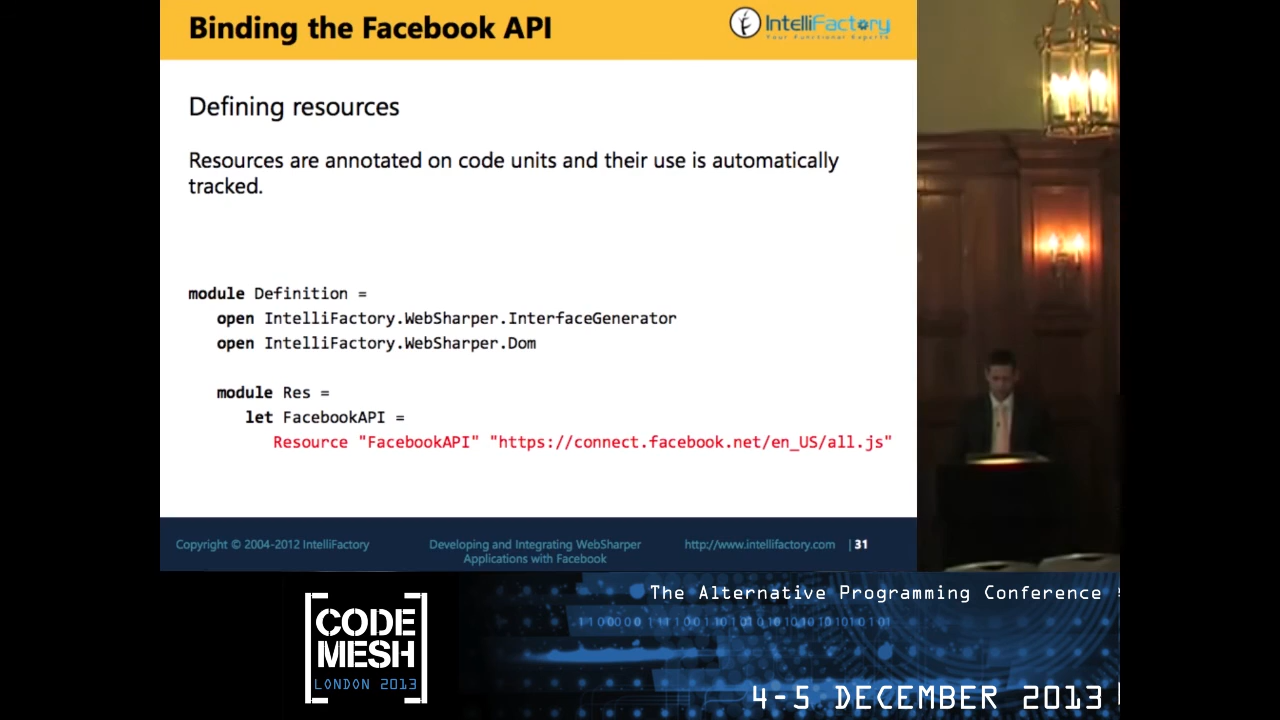 Binding the Facebook API
IntelliFactory
Your Functional Experts
Defining resources
Resources are annotated on code units and their use is automatically
tracked.
module Definition =
open IntelliFactory.WebSharper.InterfaceGenerator
open IntelliFactory.WebSharper.Dom
module Res =
let FacebookAPI =
Resource "FacebookAPI" "https://connect.facebook.net/en_US/all.js"
Copyright © 2004-2012 IntelliFactory
Developing and Integrating WebSharper
Applications with Facebook
http://www.intellifactory.com | 31
The Alternative Programming Conference
CODE
MESH
LONDON 2013
4-5 DECEMBER 2013